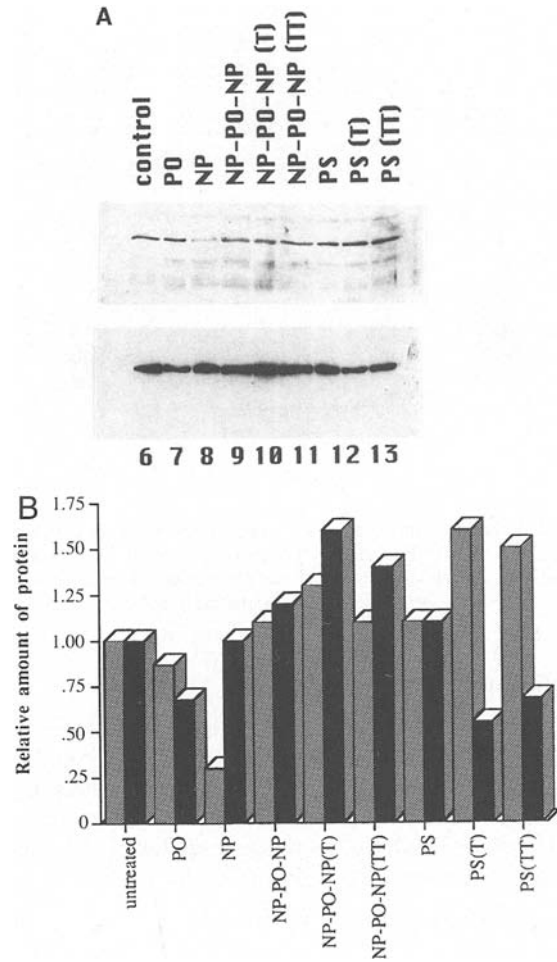 A
control
PO
NP
NP-PO-NP
NP-PO-NP (T)
NP-PO-NP (TT)
PS
PS (T)
PS (TT)
6 7 8 9 10 11 12 13
B
Relative amount of protein
1.75
1.50
1.25
1.00
.75
.50
.25
0
untreated
PO
NP
NP-PO-NP
NP-PO-NP(T)
NP-PO-NP(TT)
PS
PS(T)
PS(TT)